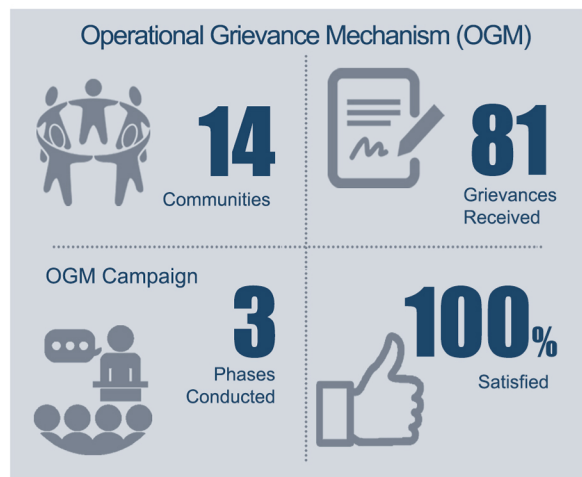 Operational Grievance Mechanism (OGM)
14
Communities
81
Grievances
Received
OGM Campaign
3
Phases
Conducted
100%
Satisfied